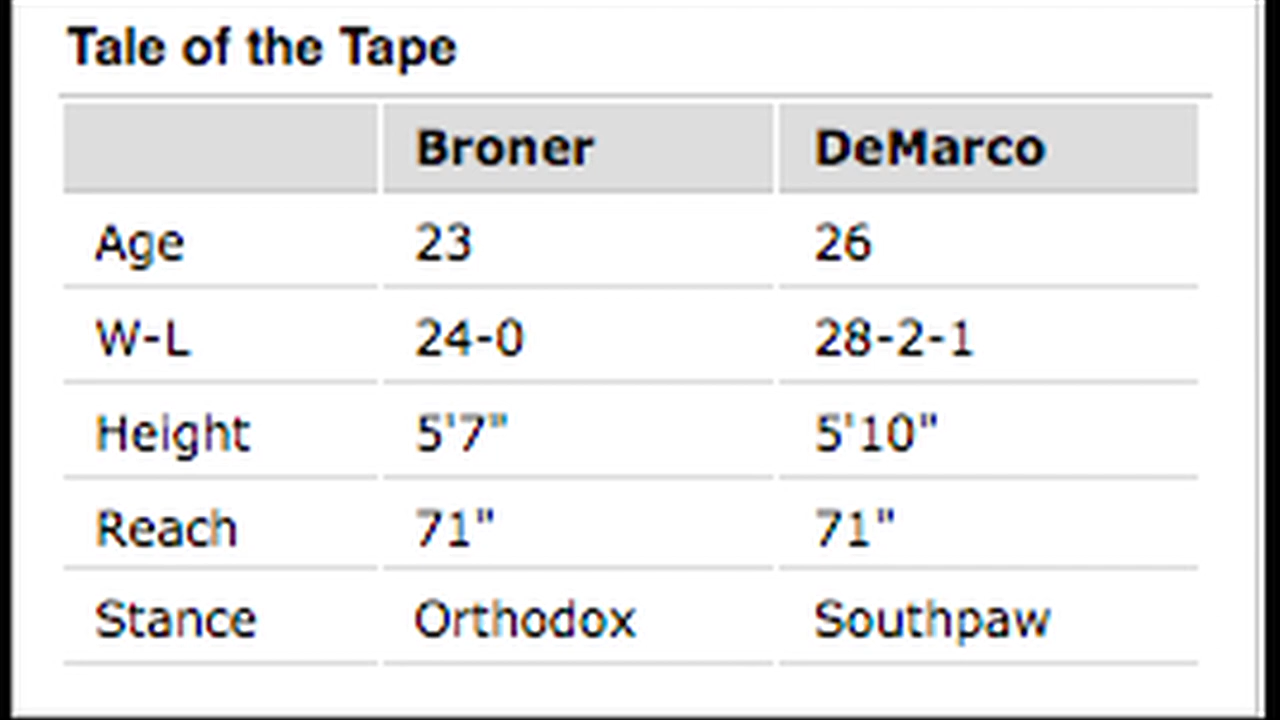 Tale of the Tape
Broner DeMarco
Age 23 26
W-L 24-0 28-2-1
Height 5'7" 5'10"
Reach 71" 71"
Stance Orthodox Southpaw